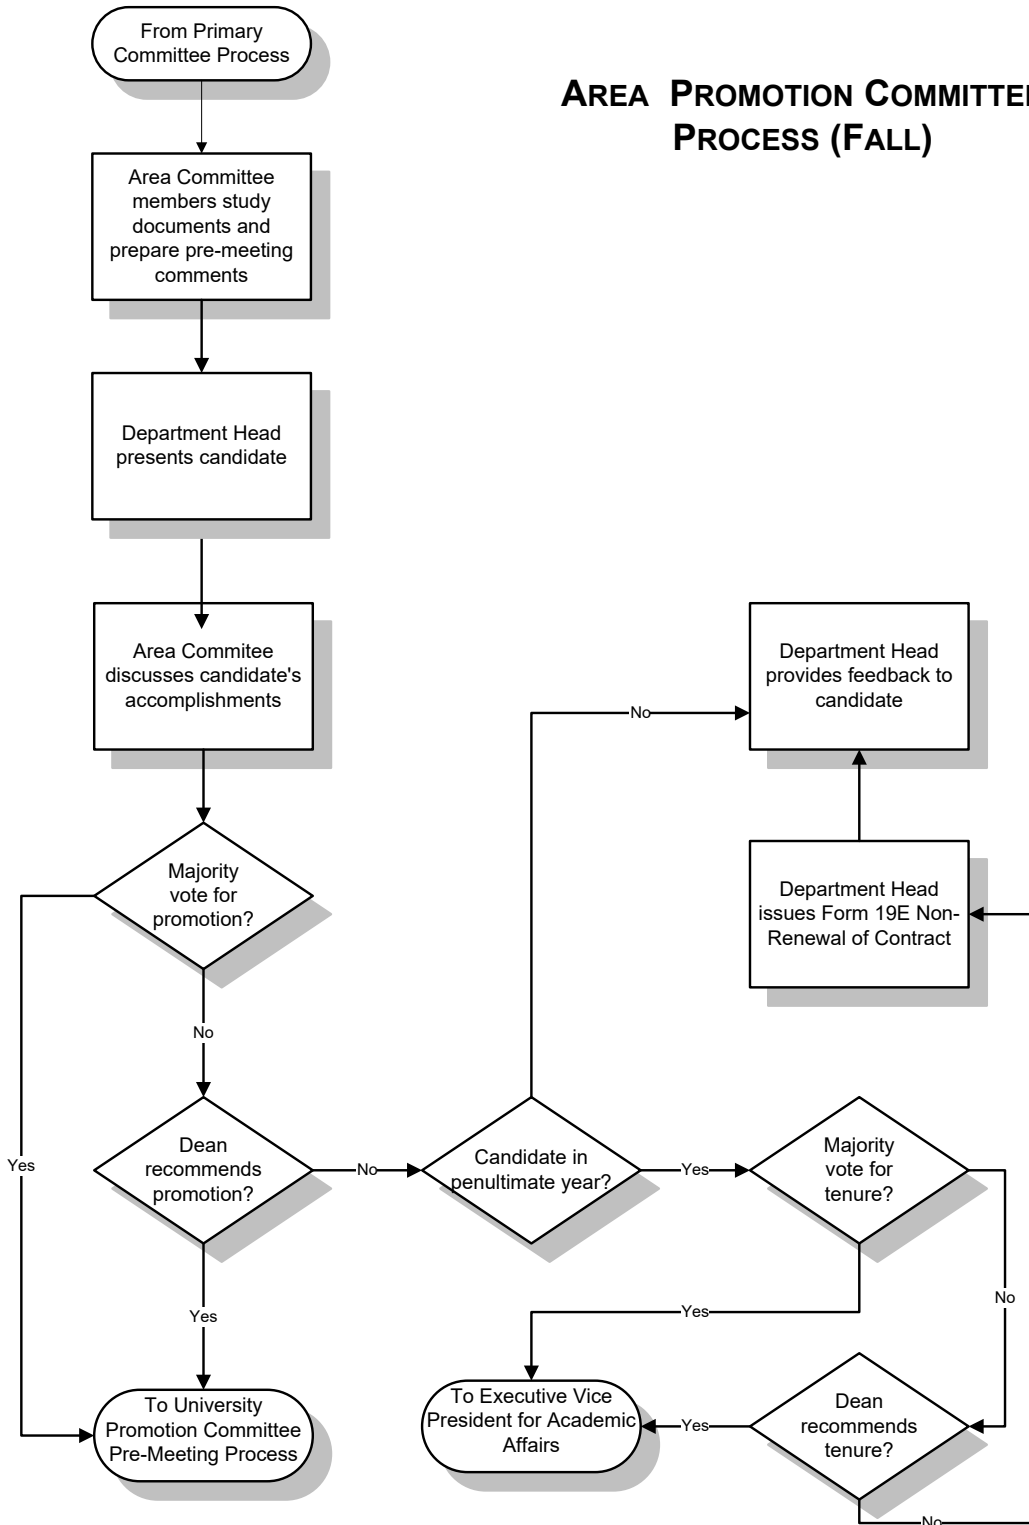 From Primary
Committee Process
AREA PROMOTION COMMITTEE
PROCESS (FALL)
Area Committee
members study
documents and
prepare pre-meeting
comments
Department Head
presents candidate
Area Commitee
discusses candidate's
accomplishments
Department Head
provides feedback to
candidate
No
Majority
vote for
promotion?
Department Head
issues Form 19E Non-
Renewal of Contract
No
Dean
recommends
promotion?
No
Candidate in
penultimate year?
Yes
Majority
vote for
tenure?
Yes
Yes
Yes
No
To University
Promotion Committee
Pre-Meeting Process
To Executive Vice
President for Academic
Affairs
Yes
Dean
recommends
tenure?
No